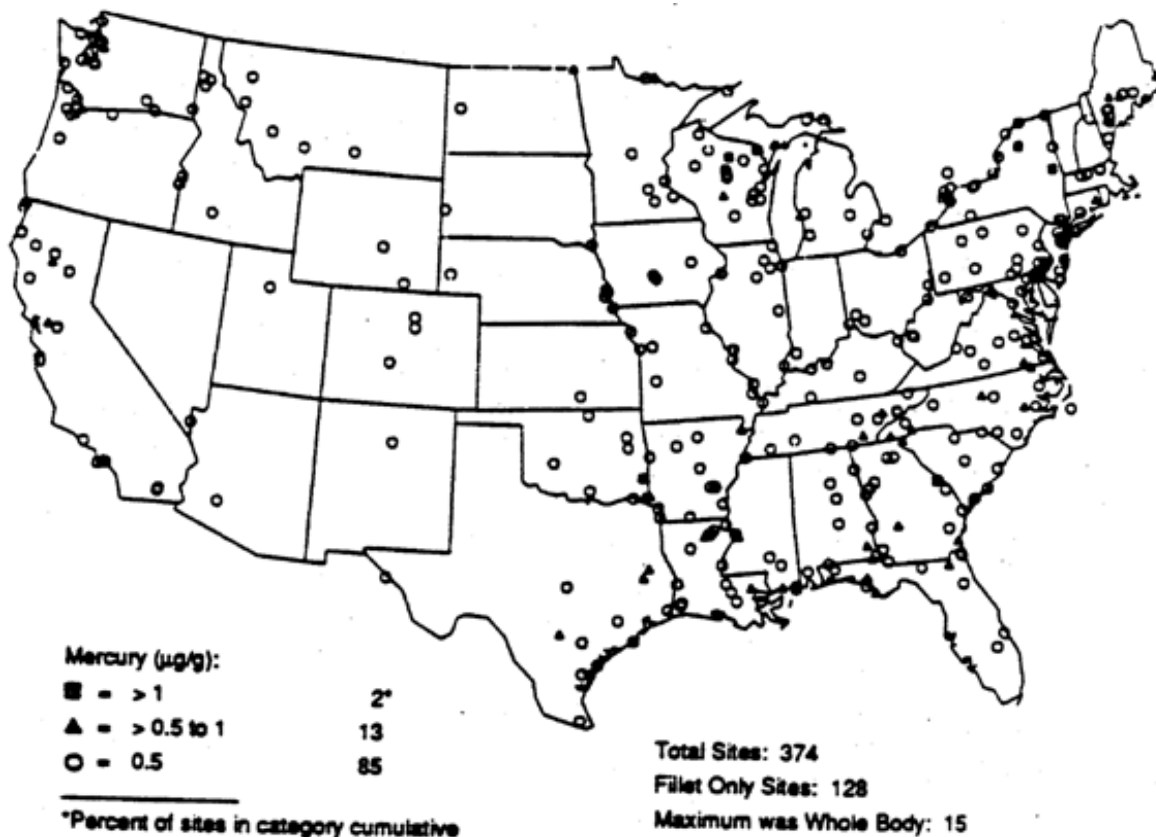 Mercury (µg/g):
■ = > 1 2*
▲ = > 0.5 to 1 13
○ = 0.5 85
*Percent of sites in category cumulative
Total Sites: 374
Fillet Only Sites: 128
Maximum was Whole Body: 15